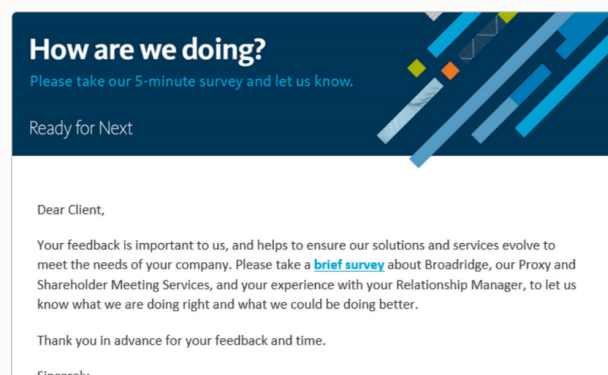 How are we doing?
Please take our 5-minute survey and let us know.
Ready for Next
Dear Client,
Your feedback is important to us, and helps to ensure our solutions and services evolve to
meet the needs of your company. Please take a brief survey about Broadridge, our Proxy and
Shareholder Meeting Services, and your experience with your Relationship Manager, to let us
know what we are doing right and what we could be doing better.
Thank you in advance for your feedback and time.